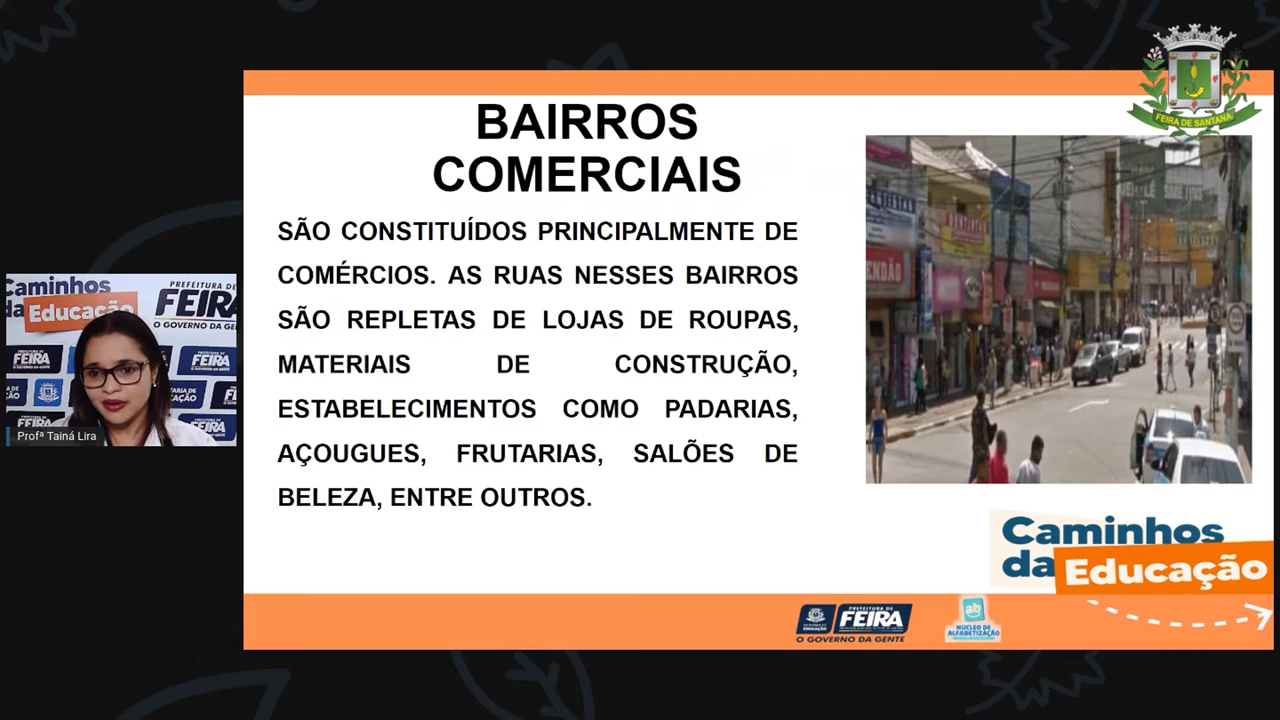 FEIRA DE SANTANA
BAIRROS
COMERCIAIS
SÃO CONSTITUÍDOS PRINCIPALMENTE DE
COMÉRCIOS. AS RUAS NESSES BAIRROS
SÃO REPLETAS DE LOJAS DE ROUPAS,
MATERIAIS DE CONSTRUÇÃO,
ESTABELECIMENTOS COMO PADARIAS,
AÇOUGUES, FRUTARIAS, SALÕES DE
BELEZA, ENTRE OUTROS.
Caminhos
da Educação
PREFEITURA DE
FEIRA
O GOVERNO DA GENTE
Profª Tainá Lira
Caminhos
da Educação
PREFEITURA DE
FEIRA
O GOVERNO DA GENTE
ab
NÚCLEO DE
ALFABETIZAÇÃO